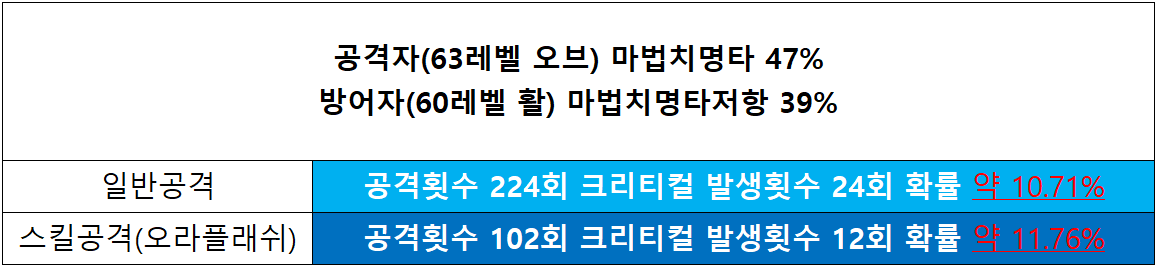 공격자(63레벨 오브) 마법치명타 47%
방어자(60레벨 활) 마법치명타저항 39%
일반공격 공격횟수 224회 크리티컬 발생횟수 24회 확률 약 10.71%
스킬공격(오라플래쉬) 공격횟수 102회 크리티컬 발생횟수 12회 확률 약 11.76%